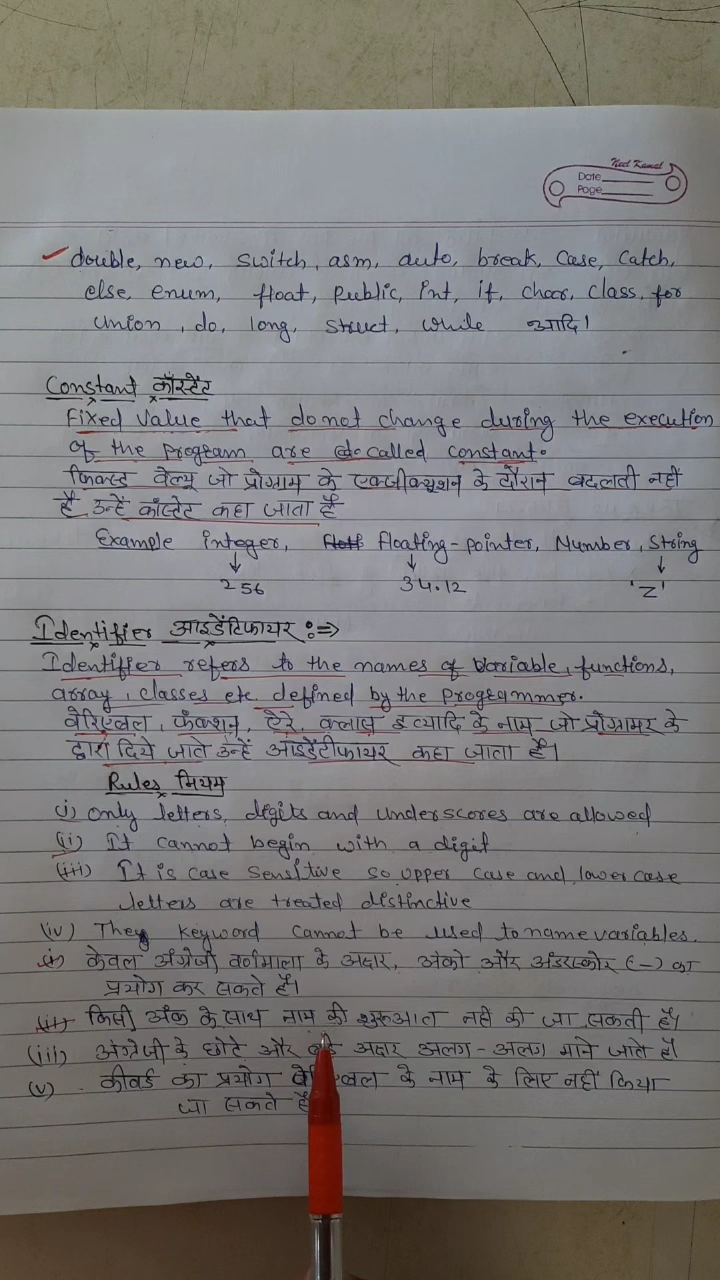 Neel Kamal
Date
Page
double, new, switch, asm, auto, break, Case, Catch,
else, enum, float, Public, int, if, char, class, for
union, do, long, struct, while आदि।
Constant कॉस्टेंट
Fixed Value that do not change during the execution
of the program are called constant.
फिक्स्ड वैल्यू जो प्रोग्राम के एक्जीक्यूशन के दौरान बदलती नहीं
है उन्हें कांस्टेट कहा जाता है
Example integer, Floating-pointer, Number, String
256 34.12 'Z'
Identifier आइडेंटिफायर :⇒
Identifier refers to the names of Variable, functions,
array, classes etc. defined by the programmer.
वेरिएबल, फंक्शन, ऐरे, क्लास इत्यादि के नाम जो प्रोग्रामर के
द्वारा दिये जाते उन्हें आइडेंटीफायर कहा जाता है।
Rules नियम
(i) Only letters, digits and underscores are allowed
(ii) It cannot begin with a digit
(iii) It is case sensitive so upper case and lower case
letters are treated distinctive
(iv) They keyword cannot be used to name variables.
(i) केवल अंग्रेजी वर्णमाला के अक्षर, अंको और अंडरस्कोर (-) का
प्रयोग कर सकते है।
(ii) किसी अंक के साथ नाम की शुरूआत नही की जा सकती है।
(iii) अंग्रेजी के छोटे और अक्षर अलग-अलग माने जाते है
(v) कीवर्ड का प्रयोग के नाम के लिए नहीं किया
जा सकते है